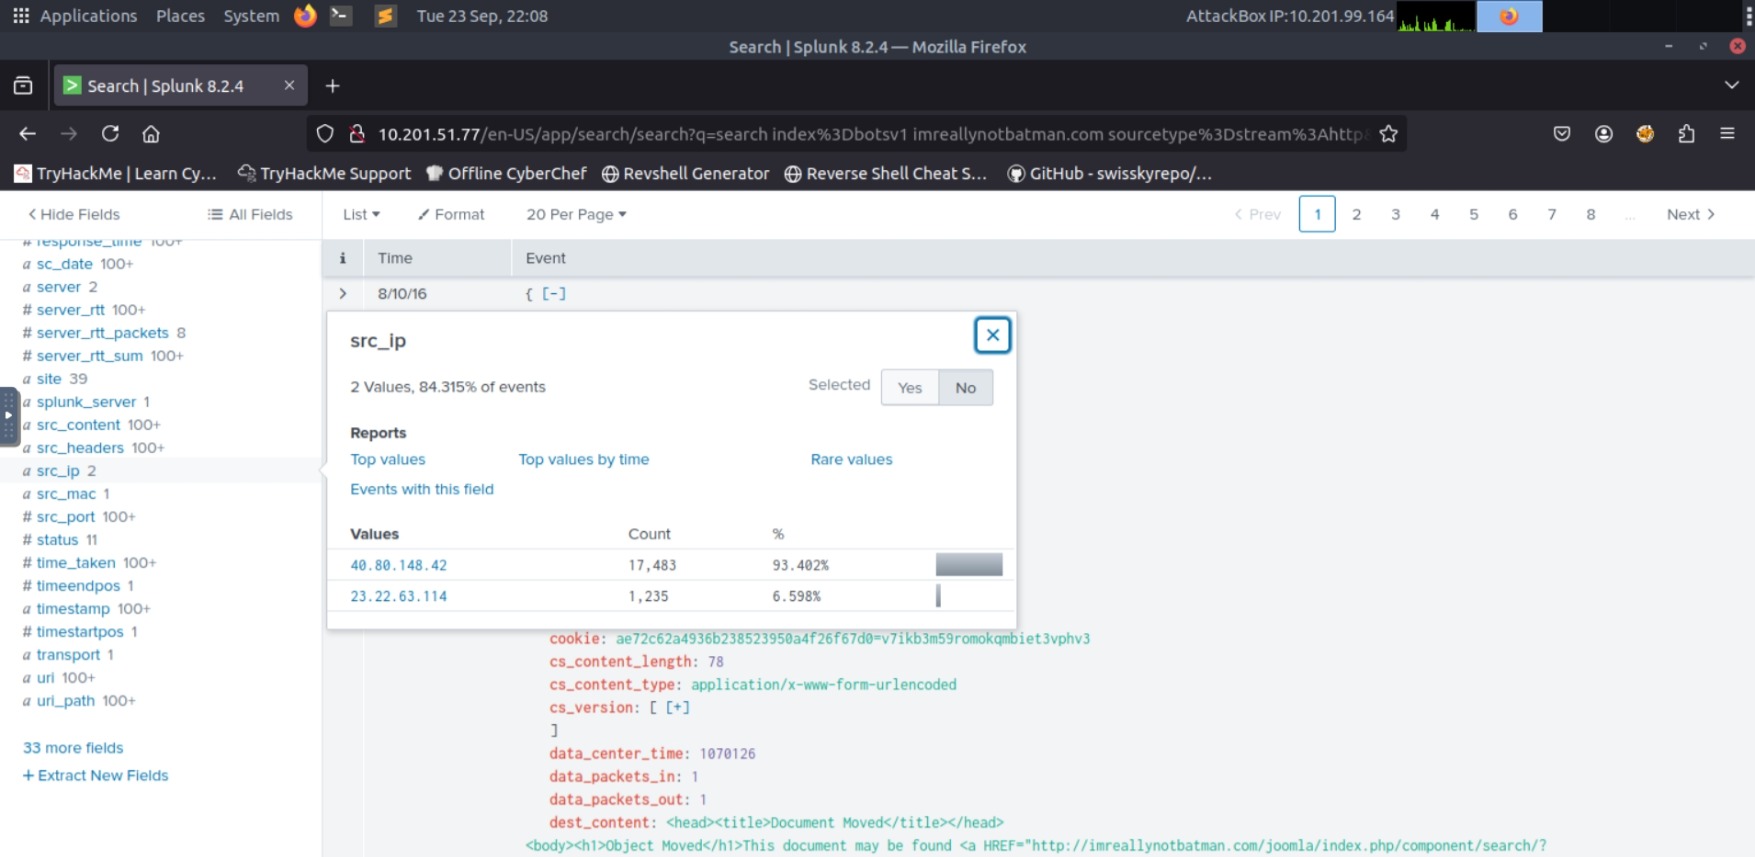 Applications Places System Tue 23 Sep, 22:08 AttackBox IP:10.201.99.164
Search | Splunk 8.2.4 — Mozilla Firefox
Search | Splunk 8.2.4
10.201.51.77/en-US/app/search/search?q=search index%3Dbotsv1 imreallynotbatman.com sourcetype%3Dstream%3Ahttp
TryHackMe | Learn Cy... TryHackMe Support Offline CyberChef Revshell Generator Reverse Shell Cheat S... GitHub - swisskyrepo/...
< Hide Fields All Fields List Format 20 Per Page < Prev 1 2 3 4 5 6 7 8 ... Next >
# response_time 100+
i Time Event
a sc_date 100+
a server 2
> 8/10/16 { [-]
# server_rtt 100+
# server_rtt_packets 8
# server_rtt_sum 100+
a site 39
a splunk_server 1
a src_content 100+
a src_headers 100+
a src_ip 2
a src_mac 1
# src_port 100+
# status 11
# time_taken 100+
# timeendpos 1
a timestamp 100+
# timestartpos 1
a transport 1
a uri 100+
a uri_path 100+
33 more fields
+ Extract New Fields
src_ip
2 Values, 84.315% of events Selected Yes No
Reports
Top values Top values by time Rare values
Events with this field
Values Count %
40.80.148.42 17,483 93.402%
23.22.63.114 1,235 6.598%
cookie: ae72c62a4936b238523950a4f26f67d0=v7ikb3m59romokqmbiet3vphv3
cs_content_length: 78
cs_content_type: application/x-www-form-urlencoded
cs_version: [ [+]
]
data_center_time: 1070126
data_packets_in: 1
data_packets_out: 1
dest_content: <head><title>Document Moved</title></head>
<body><h1>Object Moved</h1>This document may be found <a HREF="http://imreallynotbatman.com/joomla/index.php/component/search/?